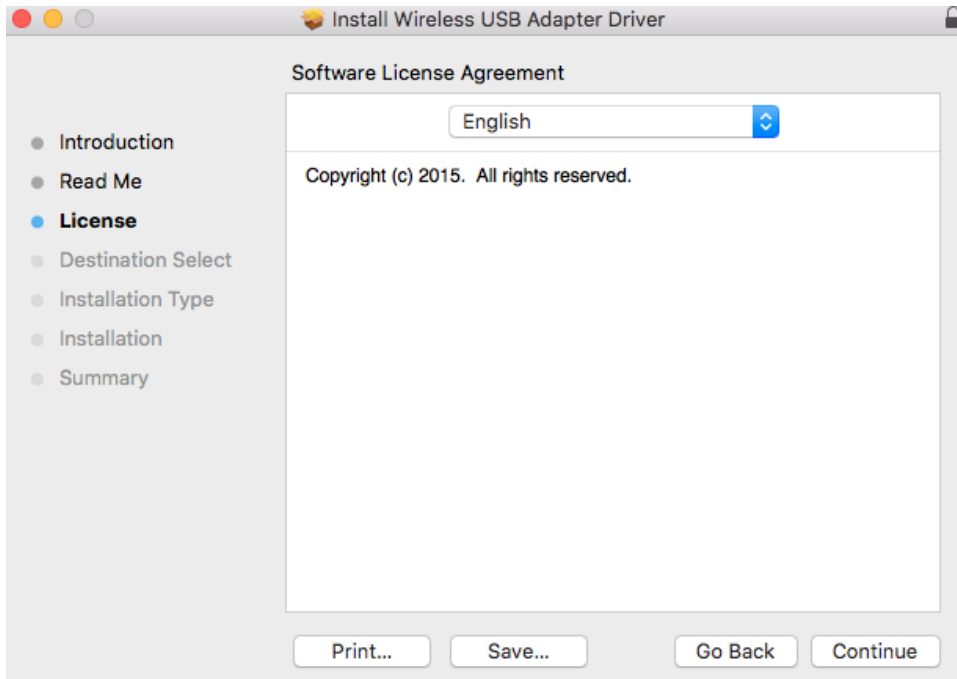 Install Wireless USB Adapter Driver
Software License Agreement
English
Introduction
Read Me
License
Destination Select
Installation Type
Installation
Summary
Copyright (c) 2015.  All rights reserved.
Print... Save... Go Back Continue